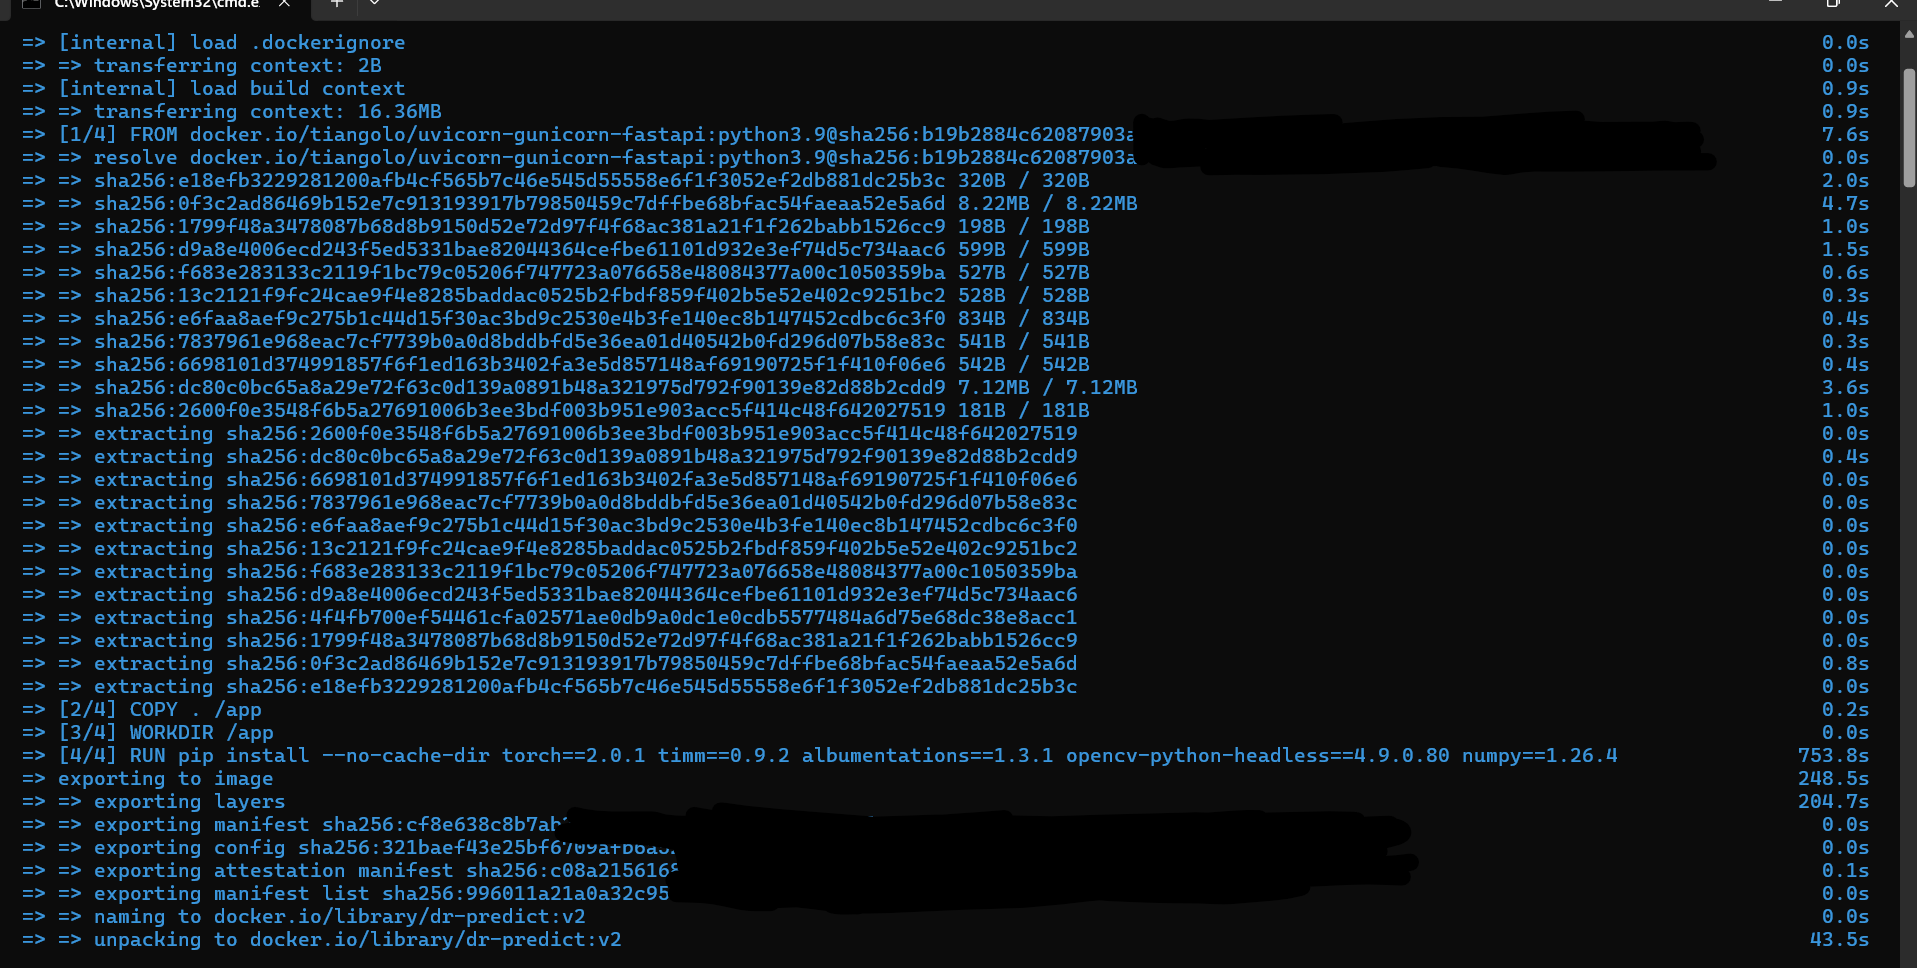 C:\Windows\System32\cmd.e
=> [internal] load .dockerignore 0.0s
=> => transferring context: 2B 0.0s
=> [internal] load build context 0.9s
=> => transferring context: 16.36MB 0.9s
=> [1/4] FROM docker.io/tiangolo/uvicorn-gunicorn-fastapi:python3.9@sha256:b19b2884c62087903a 7.6s
=> => resolve docker.io/tiangolo/uvicorn-gunicorn-fastapi:python3.9@sha256:b19b2884c62087903a 0.0s
=> => sha256:e18efb3229281200afb4cf565b7c46e545d55558e6f1f3052ef2db881dc25b3c 320B / 320B 2.0s
=> => sha256:0f3c2ad86469b152e7c913193917b79850459c7dffbe68bfac54faeaa52e5a6d 8.22MB / 8.22MB 4.7s
=> => sha256:1799f48a3478087b68d8b9150d52e72d97f4f68ac381a21f1f262babb1526cc9 198B / 198B 1.0s
=> => sha256:d9a8e4006ecd243f5ed5331bae82044364cefbe61101d932e3ef74d5c734aac6 599B / 599B 1.5s
=> => sha256:f683e283133c2119f1bc79c05206f747723a076658e48084377a00c1050359ba 527B / 527B 0.6s
=> => sha256:13c2121f9fc24cae9f4e8285baddac0525b2fbdf859f402b5e52e402c9251bc2 528B / 528B 0.3s
=> => sha256:e6faa8aef9c275b1c44d15f30ac3bd9c2530e4b3fe140ec8b147452cdbc6c3f0 834B / 834B 0.4s
=> => sha256:7837961e968eac7cf7739b0a0d8bddbfd5e36ea01d40542b0fd296d07b58e83c 541B / 541B 0.3s
=> => sha256:6698101d374991857f6f1ed163b3402fa3e5d857148af69190725f1f410f06e6 542B / 542B 0.4s
=> => sha256:dc80c0bc65a8a29e72f63c0d139a0891b48a321975d792f90139e82d88b2cdd9 7.12MB / 7.12MB 3.6s
=> => sha256:2600f0e3548f6b5a27691006b3ee3bdf003b951e903acc5f414c48f642027519 181B / 181B 1.0s
=> => extracting sha256:2600f0e3548f6b5a27691006b3ee3bdf003b951e903acc5f414c48f642027519 0.0s
=> => extracting sha256:dc80c0bc65a8a29e72f63c0d139a0891b48a321975d792f90139e82d88b2cdd9 0.4s
=> => extracting sha256:6698101d374991857f6f1ed163b3402fa3e5d857148af69190725f1f410f06e6 0.0s
=> => extracting sha256:7837961e968eac7cf7739b0a0d8bddbfd5e36ea01d40542b0fd296d07b58e83c 0.0s
=> => extracting sha256:e6faa8aef9c275b1c44d15f30ac3bd9c2530e4b3fe140ec8b147452cdbc6c3f0 0.0s
=> => extracting sha256:13c2121f9fc24cae9f4e8285baddac0525b2fbdf859f402b5e52e402c9251bc2 0.0s
=> => extracting sha256:f683e283133c2119f1bc79c05206f747723a076658e48084377a00c1050359ba 0.0s
=> => extracting sha256:d9a8e4006ecd243f5ed5331bae82044364cefbe61101d932e3ef74d5c734aac6 0.0s
=> => extracting sha256:4f4fb700ef54461cfa02571ae0db9a0dc1e0cdb5577484a6d75e68dc38e8acc1 0.0s
=> => extracting sha256:1799f48a3478087b68d8b9150d52e72d97f4f68ac381a21f1f262babb1526cc9 0.0s
=> => extracting sha256:0f3c2ad86469b152e7c913193917b79850459c7dffbe68bfac54faeaa52e5a6d 0.8s
=> => extracting sha256:e18efb3229281200afb4cf565b7c46e545d55558e6f1f3052ef2db881dc25b3c 0.0s
=> [2/4] COPY . /app 0.2s
=> [3/4] WORKDIR /app 0.0s
=> [4/4] RUN pip install --no-cache-dir torch==2.0.1 timm==0.9.2 albumentations==1.3.1 opencv-python-headless==4.9.0.80 numpy==1.26.4 753.8s
=> exporting to image 248.5s
=> => exporting layers 204.7s
=> => exporting manifest sha256:cf8e638c8b7ab 0.0s
=> => exporting config sha256:321baef43e25bf6709afb6a 0.0s
=> => exporting attestation manifest sha256:c08a215616 0.1s
=> => exporting manifest list sha256:996011a21a0a32c95 0.0s
=> => naming to docker.io/library/dr-predict:v2 0.0s
=> => unpacking to docker.io/library/dr-predict:v2 43.5s